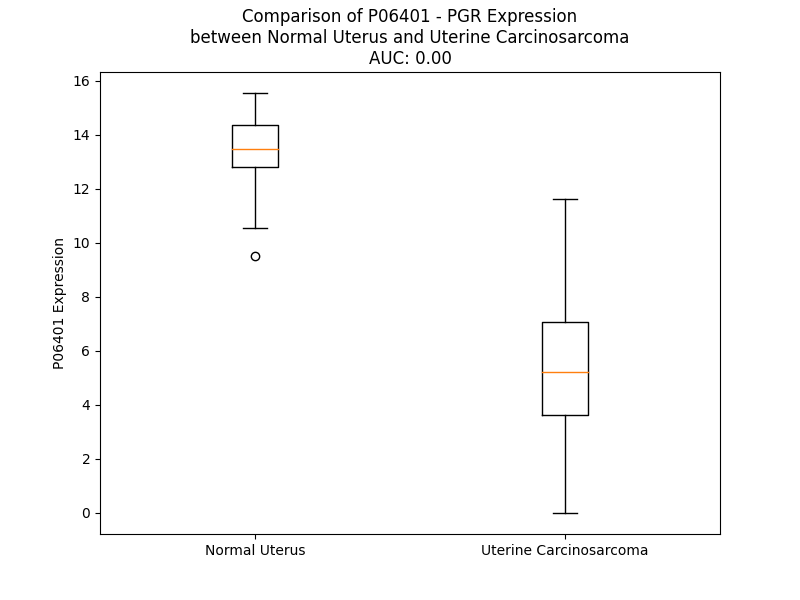 Comparison of P06401 - PGR Expression
between Normal Uterus and Uterine Carcinosarcoma
AUC: 0.00
16
14
12
10
8
6
4
2
0
P06401 Expression
Normal Uterus
Uterine Carcinosarcoma